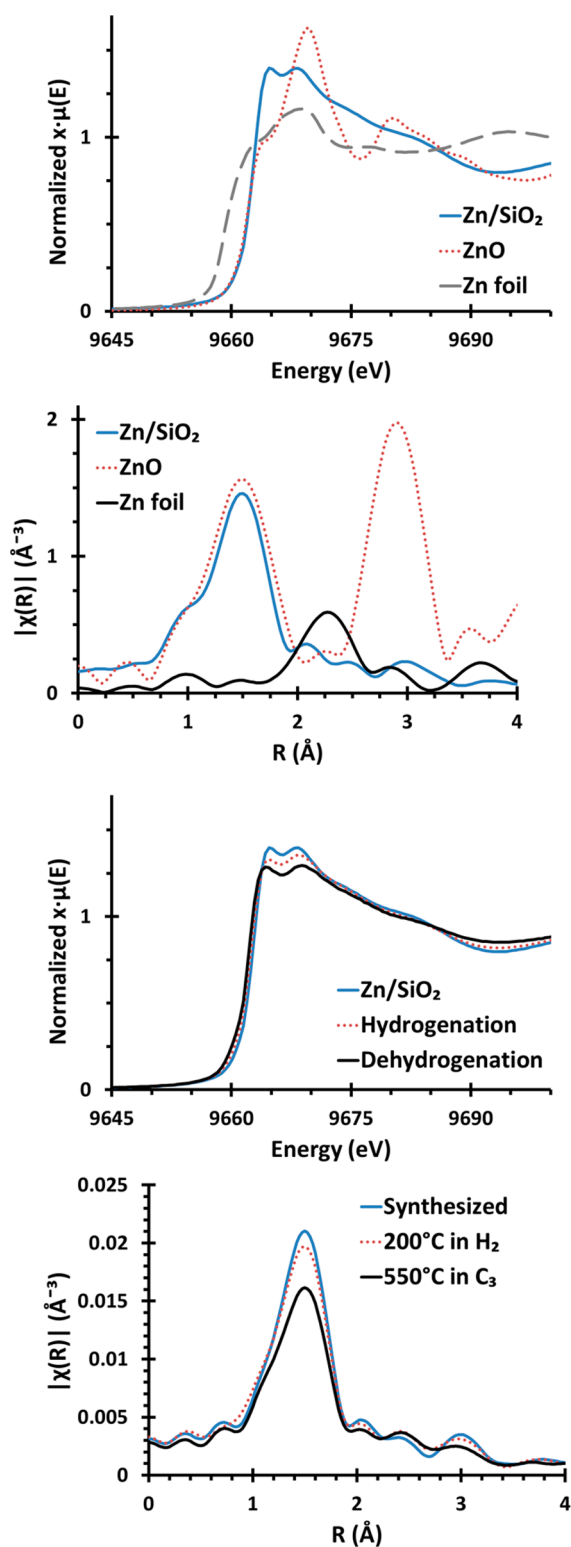 Normalized x·μ(E)
1
0
Zn/SiO₂
ZnO
Zn foil
9645 9660 9675 9690
Energy (eV)
|χ(R)| (Å⁻³)
2
1
0
Zn/SiO₂
ZnO
Zn foil
0 1 2 3 4
R (Å)
Normalized x·μ(E)
1
0
Zn/SiO₂
Hydrogenation
Dehydrogenation
9645 9660 9675 9690
Energy (eV)
|χ(R)| (Å⁻³)
0.025
0.02
0.015
0.01
0.005
0
Synthesized
200°C in H₂
550°C in C₃
0 1 2 3 4
R (Å)